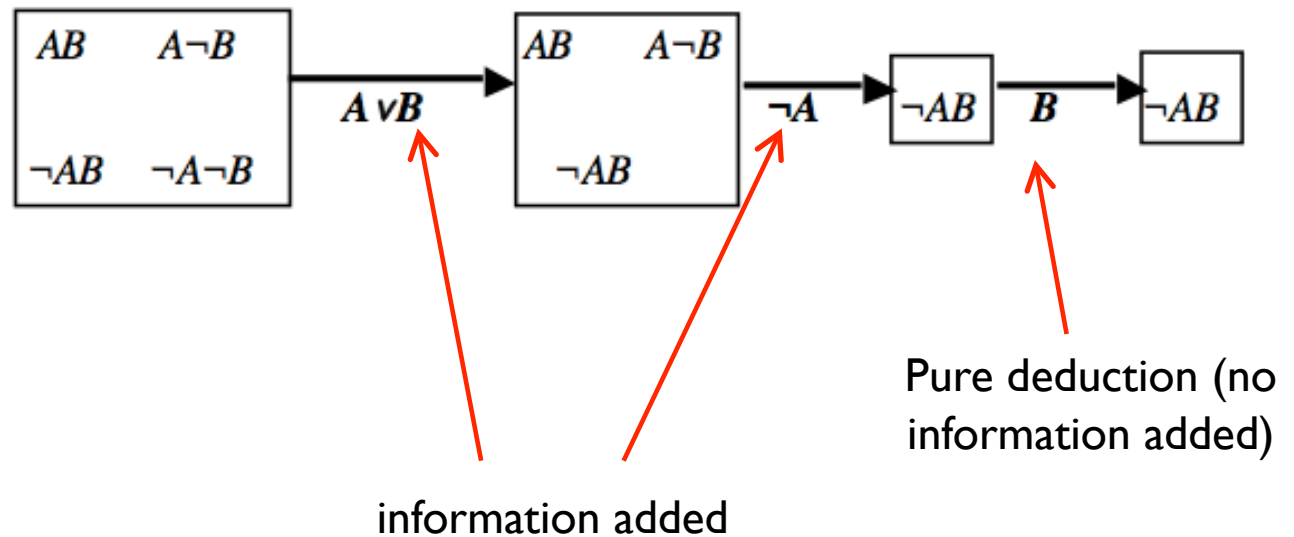 AB A¬B AB A¬B
A ∨B ¬A ¬AB B ¬AB
¬AB ¬A¬B ¬AB
Pure deduction (no
information added)
information added